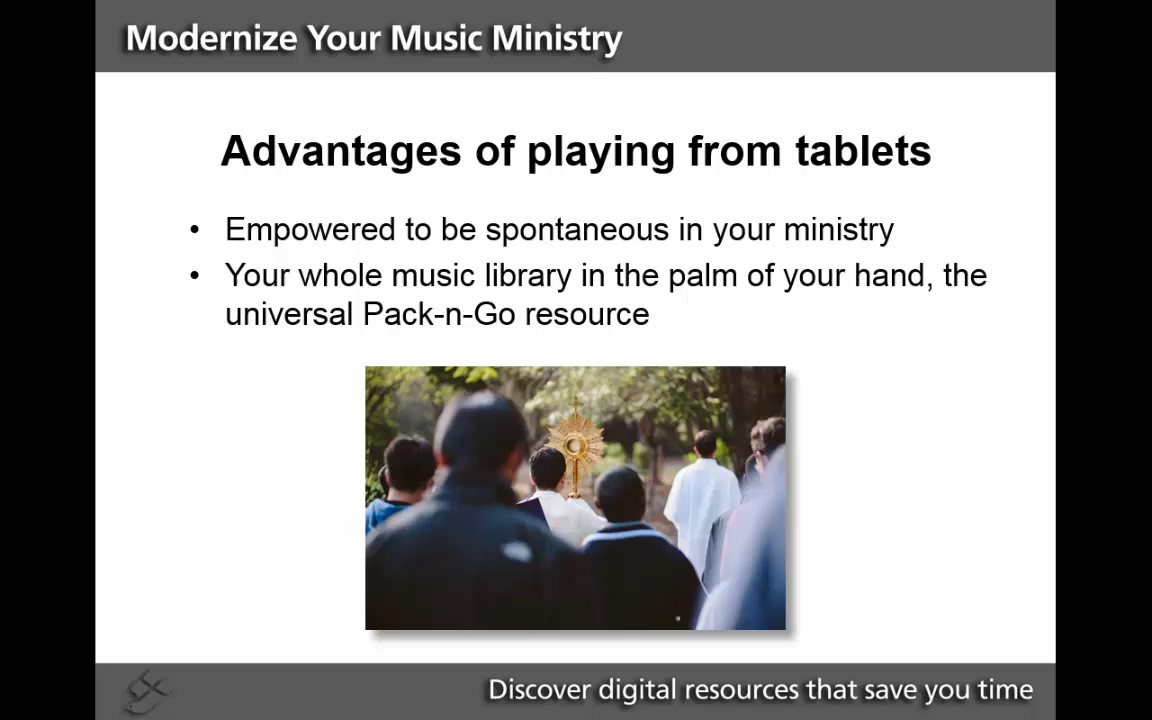 Modernize Your Music Ministry
Advantages of playing from tablets
• Empowered to be spontaneous in your ministry
• Your whole music library in the palm of your hand, the
universal Pack-n-Go resource
Discover digital resources that save you time